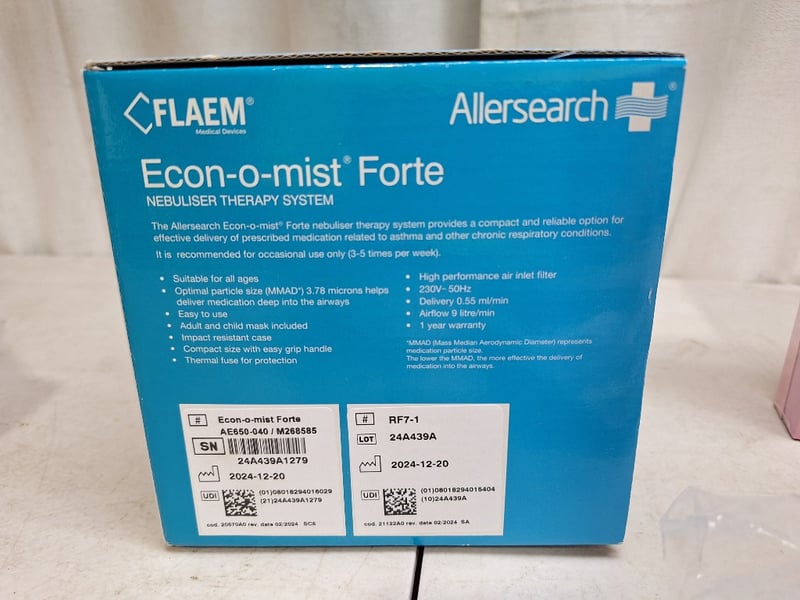 FLAEM®
Medical Devices
Allersearch®
Econ-o-mist® Forte
NEBULISER THERAPY SYSTEM
The Allersearch Econ-o-mist® Forte nebuliser therapy system provides a compact and reliable option for
effective delivery of prescribed medication related to asthma and other chronic respiratory conditions.
It is recommended for occasional use only (3-5 times per week).
• Suitable for all ages
• Optimal particle size (MMAD*) 3.78 microns helps
deliver medication deep into the airways
• Easy to use
• Adult and child mask included
• Impact resistant case
• Compact size with easy grip handle
• Thermal fuse for protection
• High performance air inlet filter
• 230V~ 50Hz
• Delivery 0.55 ml/min
• Airflow 9 litre/min
• 1 year warranty
*MMAD (Mass Median Aerodynamic Diameter) represents
medication particle size.
The lower the MMAD, the more effective the delivery of
medication into the airways.
# Econ-o-mist Forte
AE650-040 / M268585
SN
24A439A1279
2024-12-20
UDI (01)08018294016029
(21)24A439A1279
cod. 20570A0 rev. data 02/2024 SC6
# RF7-1
LOT 24A439A
2024-12-20
UDI (01)08018294015404
(10)24A439A
cod. 21122A0 rev. data 02/2024 SA